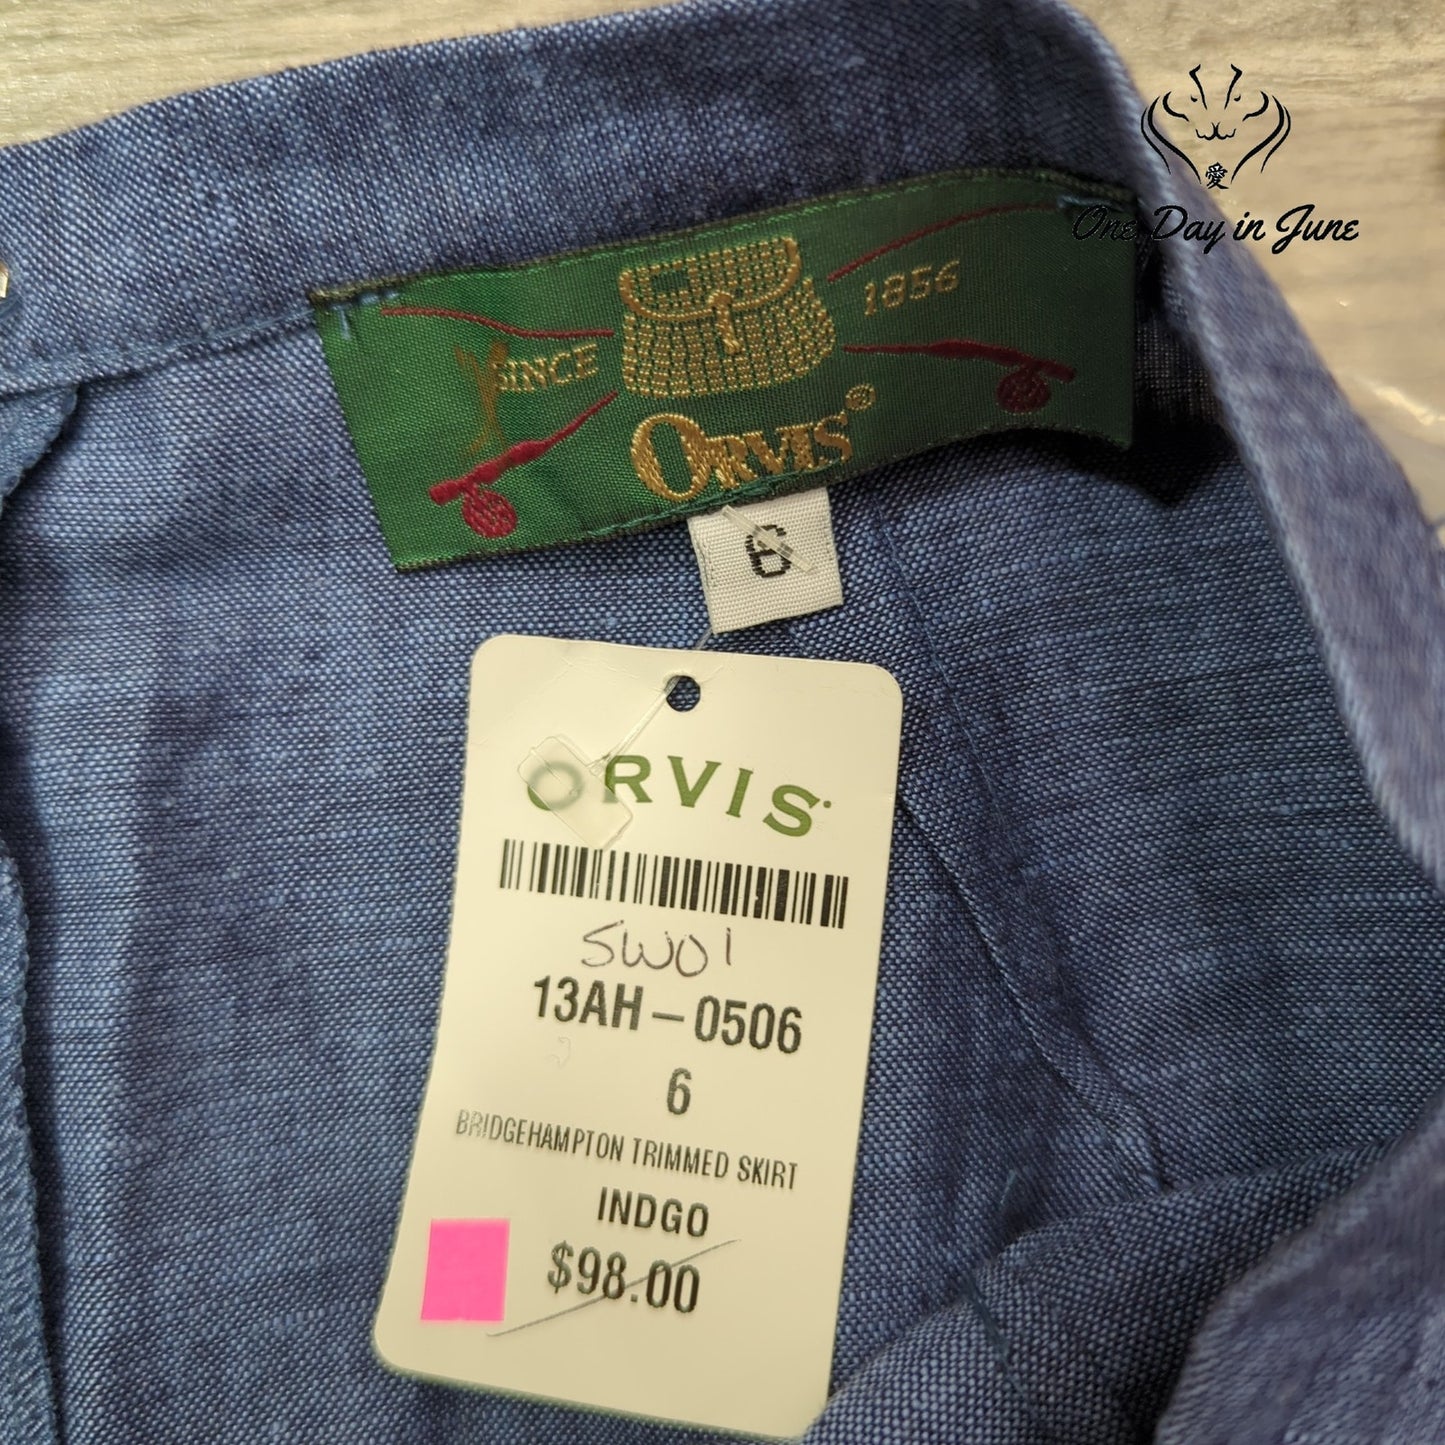 愛
One Day in June
SINCE 1856
ORVIS®
6
ORVIS
SW01
13AH-0506
6
BRIDGEHAMPTON TRIMMED SKIRT
INDGO
$98.00